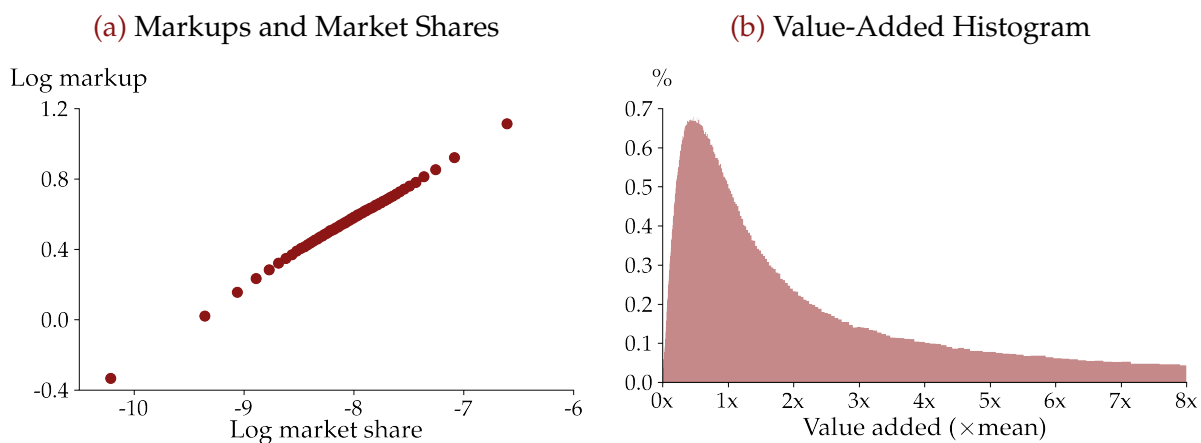 (a) Markups and Market Shares
Log markup
1.2
0.8
0.4
0.0
-0.4
-10
-9
-8
-7
-6
Log market share
(b) Value-Added Histogram
%
0.7
0.6
0.5
0.4
0.3
0.2
0.1
0.0
0x
1x
2x
3x
4x
5x
6x
7x
8x
Value added (×mean)